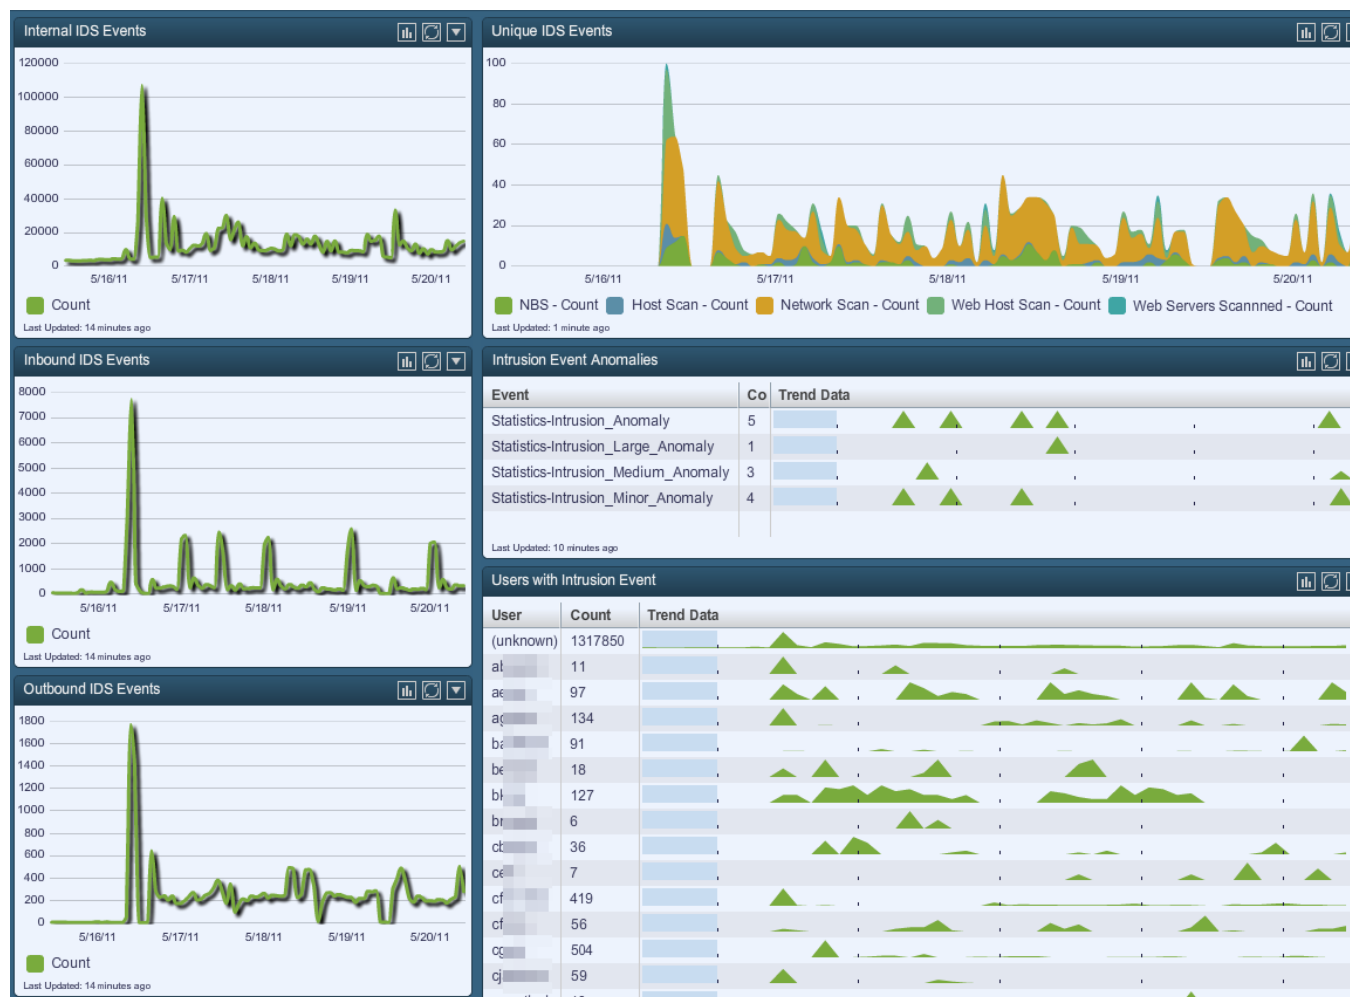 Internal IDS Events
120000
100000
80000
60000
40000
20000
0
5/16/11 5/17/11 5/18/11 5/19/11 5/20/11
Count
Last Updated: 14 minutes ago
Unique IDS Events
100
80
60
40
20
0
5/16/11 5/17/11 5/18/11 5/19/11 5/20/11
NBS - Count Host Scan - Count Network Scan - Count Web Host Scan - Count Web Servers Scannned - Count
Last Updated: 1 minute ago
Inbound IDS Events
8000
7000
6000
5000
4000
3000
2000
1000
0
5/16/11 5/17/11 5/18/11 5/19/11 5/20/11
Count
Last Updated: 14 minutes ago
Intrusion Event Anomalies
Event Co Trend Data
Statistics-Intrusion_Anomaly 5
Statistics-Intrusion_Large_Anomaly 1
Statistics-Intrusion_Medium_Anomaly 3
Statistics-Intrusion_Minor_Anomaly 4
Last Updated: 10 minutes ago
Outbound IDS Events
1800
1600
1400
1200
1000
800
600
400
200
0
5/16/11 5/17/11 5/18/11 5/19/11 5/20/11
Count
Last Updated: 14 minutes ago
Users with Intrusion Event
User Count Trend Data
(unknown) 1317850
11
97
134
91
18
127
6
36
7
419
56
504
59